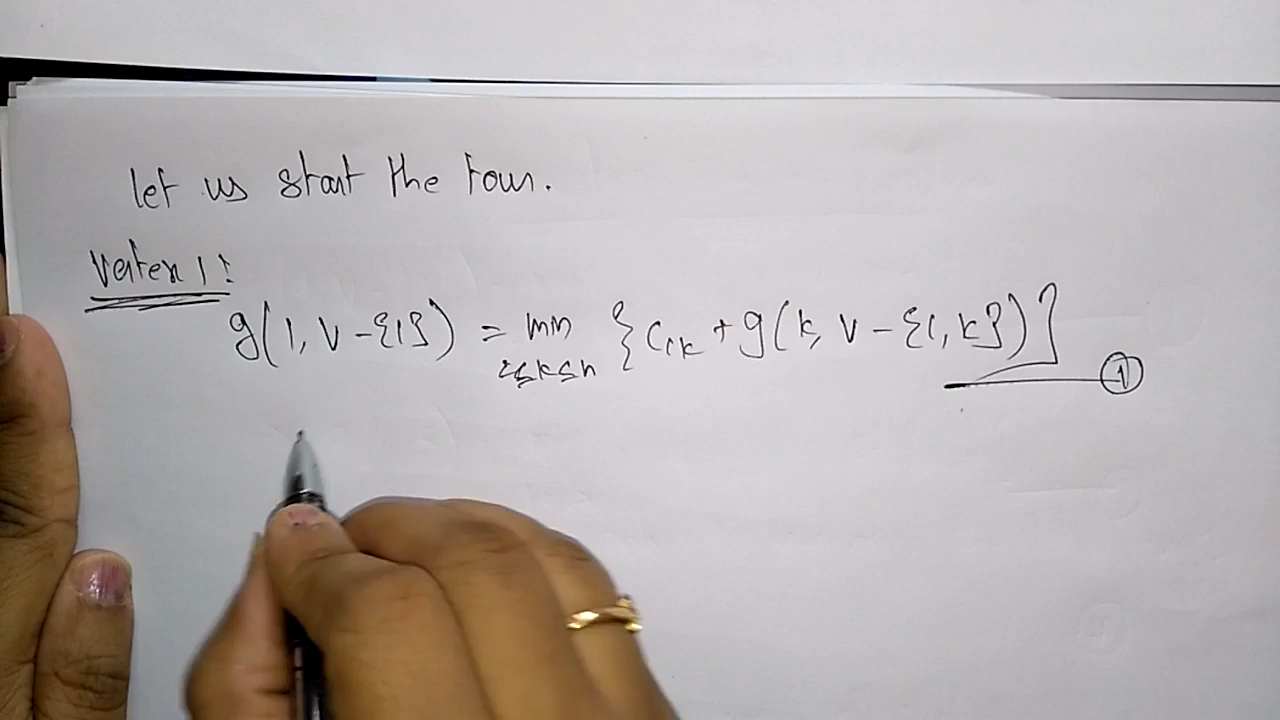 let us start the tour.
Vertex 1:
g(1, V-{1}) = min {C1k + g(k, V-{1,k})}
2≤k≤n
1